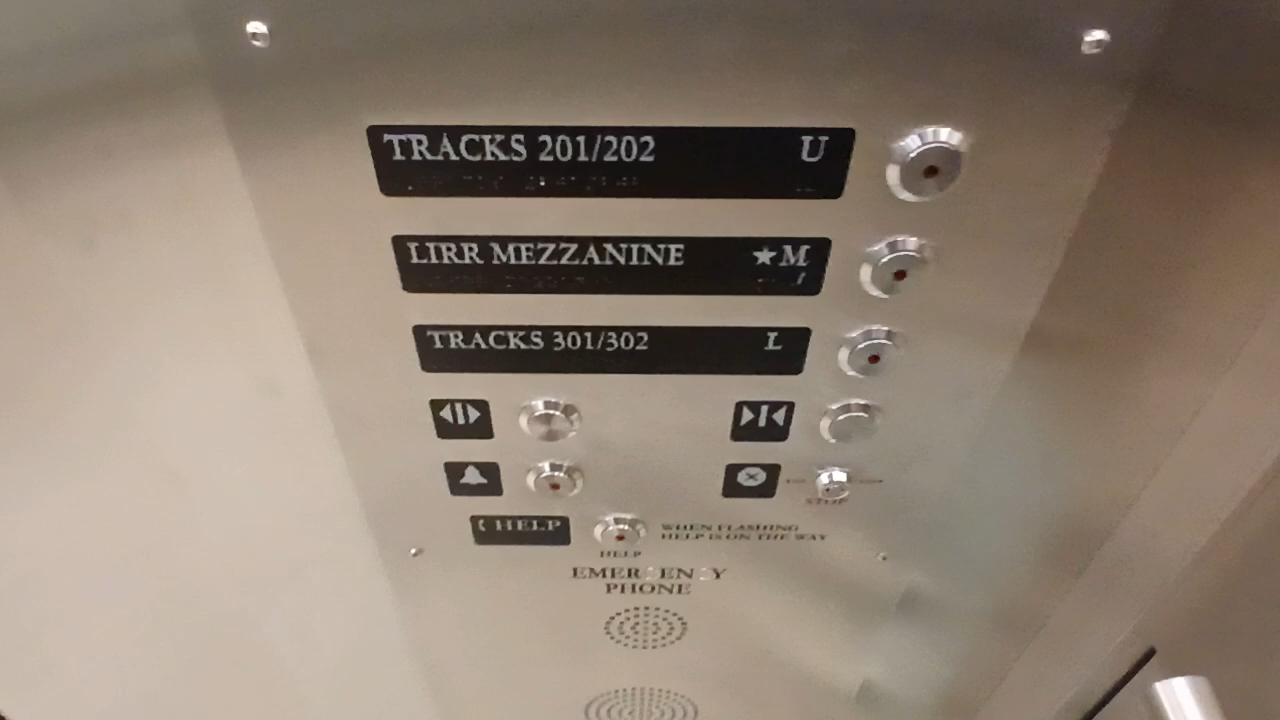 TRACKS 201/202 U
LIRR MEZZANINE ★M
TRACKS 301/302 L
STOP
HELP
WHEN FLASHING
HELP IS ON THE WAY
HELP
EMERGENCY
PHONE